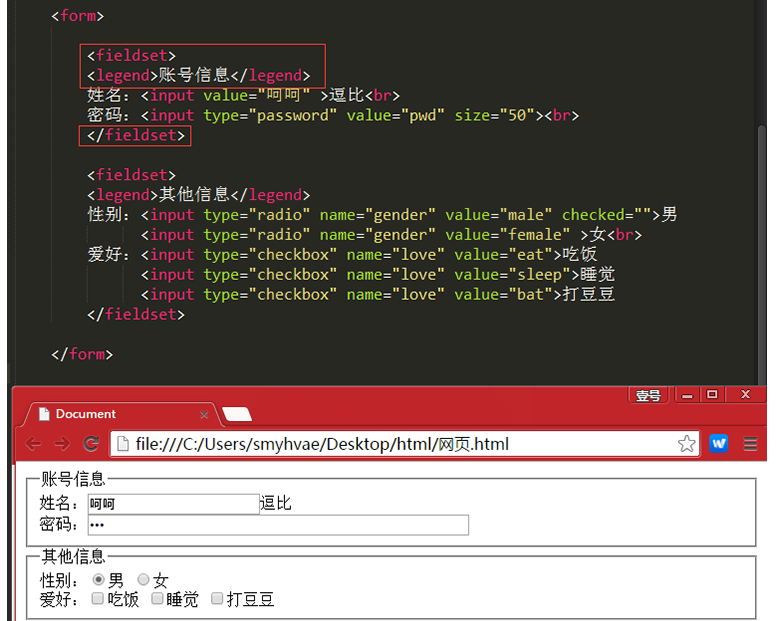 <form>
<fieldset>
<legend>账号信息</legend>
姓名：<input value="呵呵" >逗比<br>
密码：<input type="password" value="pwd" size="50"><br>
</fieldset>
<fieldset>
<legend>其他信息</legend>
性别：<input type="radio" name="gender" value="male" checked="">男
<input type="radio" name="gender" value="female" >女<br>
爱好：<input type="checkbox" name="love" value="eat">吃饭
<input type="checkbox" name="love" value="sleep">睡觉
<input type="checkbox" name="love" value="bat">打豆豆
</fieldset>
</form>
壹号
Document
file:///C:/Users/smyhvae/Desktop/html/网页.html
W
账号信息
姓名：呵呵逗比
密码：•••
其他信息
性别：男 女
爱好：吃饭 睡觉 打豆豆